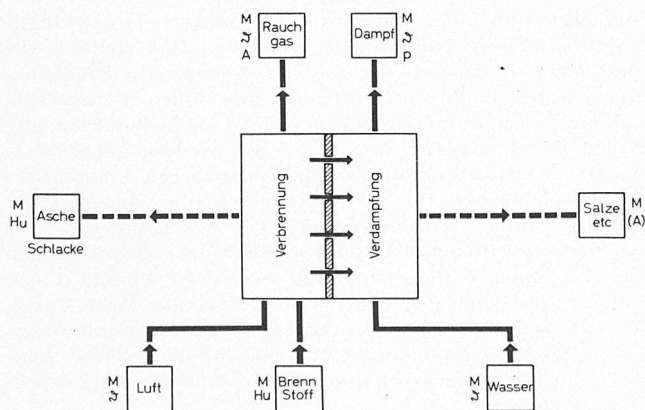 M
ϑ
A
Rauch
gas
M
ϑ
p
Dampf
M
Hu
Asche
Schlacke
Verbrennung
Verdampfung
Salze
etc
M
(A)
M
ϑ
Luft
M
Hu
Brenn
Stoff
M
ϑ
Wasser